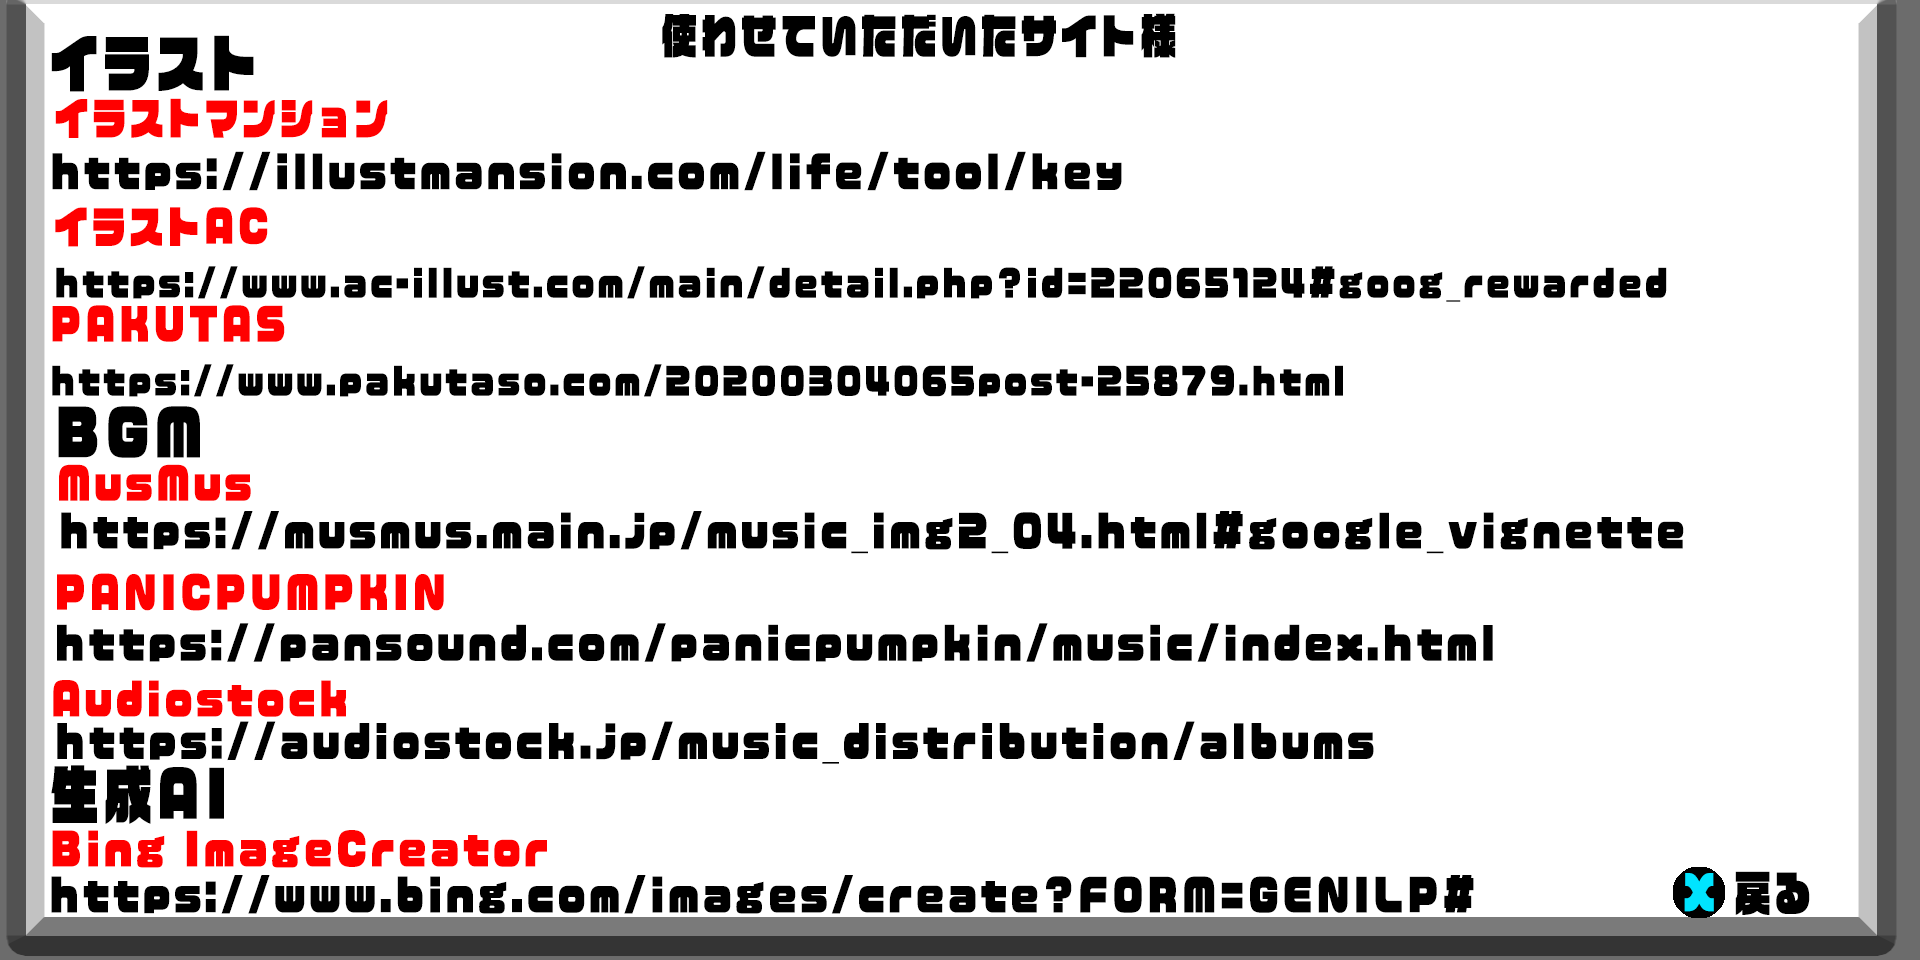 使わせていただいたサイト様
イラスト
イラストマンション
https://illustmansion.com/life/tool/key
イラストAC
https://www.ac-illust.com/main/detail.php?id=22065124#goog_rewarded
PAKUTAS
https://www.pakutaso.com/20200304065post-25879.html
BGM
MusMus
https://musmus.main.jp/music_img2_04.html#google_vignette
PANICPUMPKIN
https://pansound.com/panicpumpkin/music/index.html
Audiostock
https://audiostock.jp/music_distribution/albums
生成AI
Bing ImageCreator
https://www.bing.com/images/create?FORM=GENILP#
X 戻る